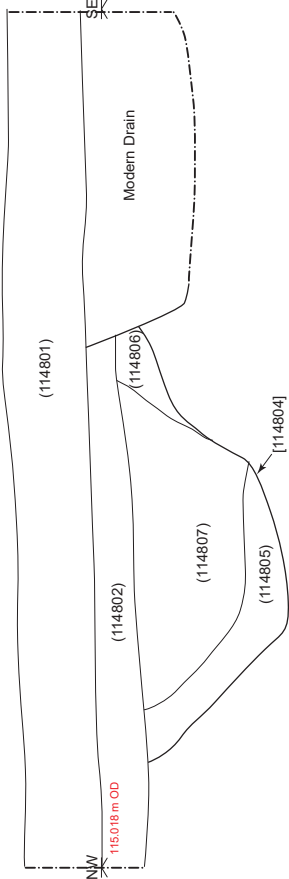 NW
SE
115.018 m OD
(114801)
(114802)
Modern Drain
(114806)
(114807)
(114805)
[114804]